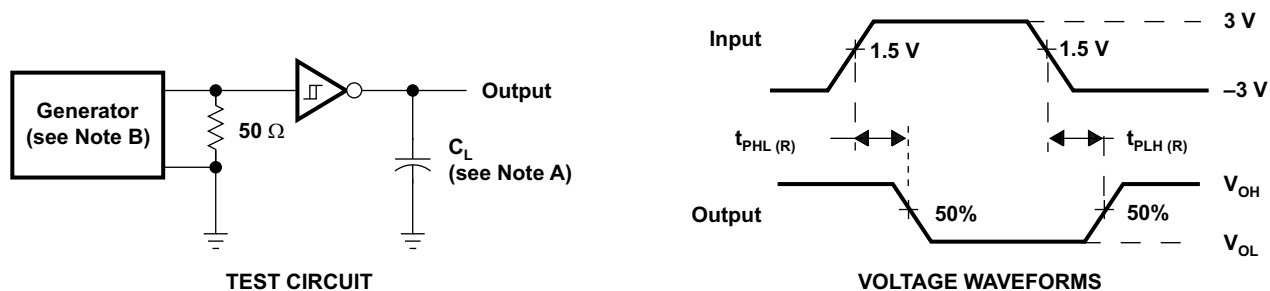 Generator
(see Note B)
50 Ω
C_L
(see Note A)
Output
TEST CIRCUIT
Input
1.5 V
1.5 V
3 V
–3 V
t_PHL (R)
t_PLH (R)
Output
50%
50%
V_OH
V_OL
VOLTAGE WAVEFORMS